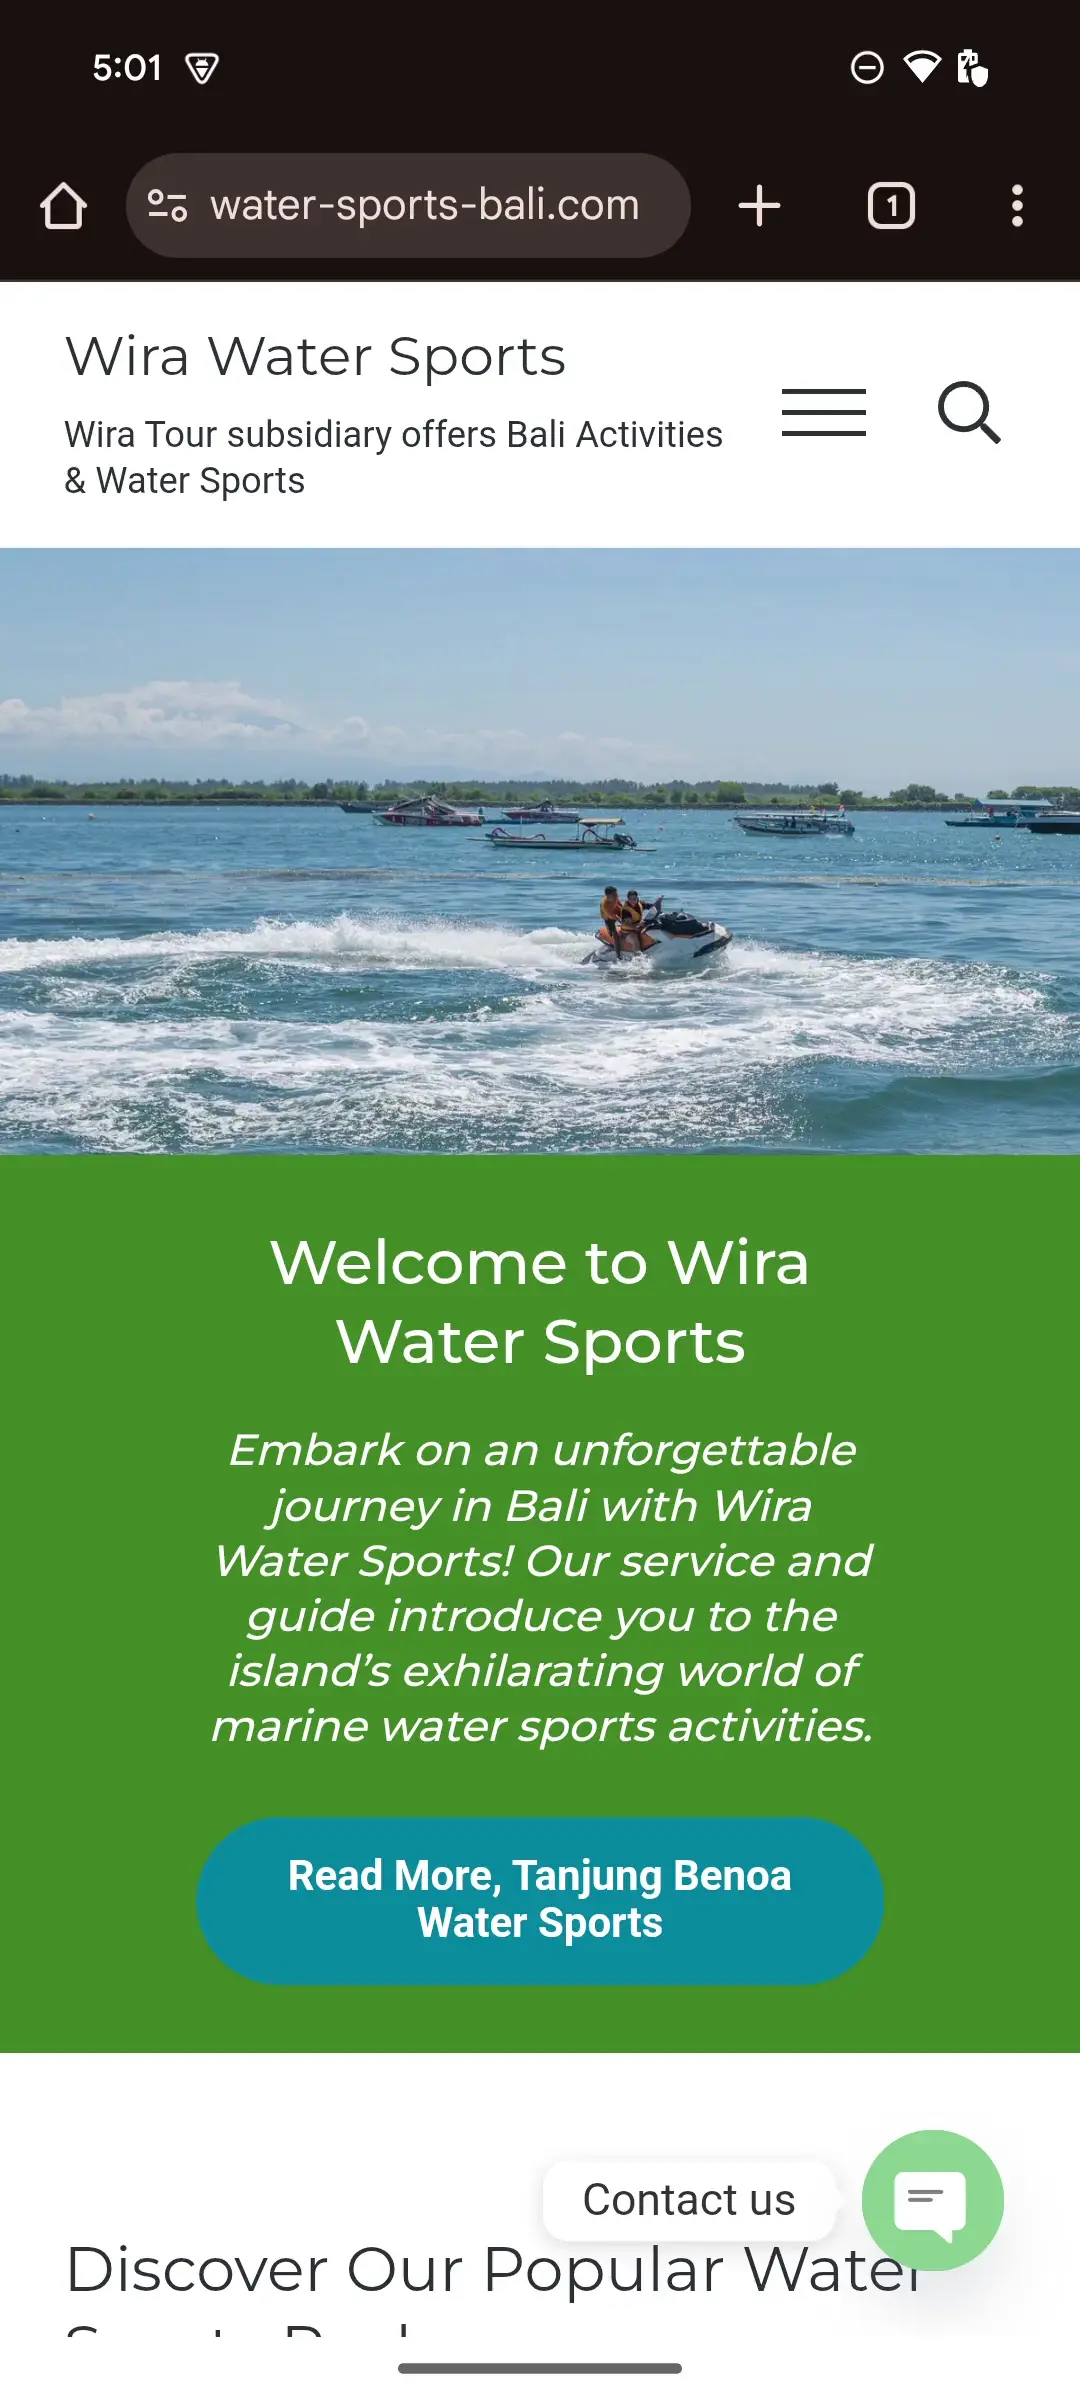 5:01
water-sports-bali.com
1
Wira Water Sports
Wira Tour subsidiary offers Bali Activities
& Water Sports
Welcome to Wira
Water Sports
Embark on an unforgettable
journey in Bali with Wira
Water Sports! Our service and
guide introduce you to the
island’s exhilarating world of
marine water sports activities.
Read More, Tanjung Benoa
Water Sports
Contact us
Discover Our Popular Water